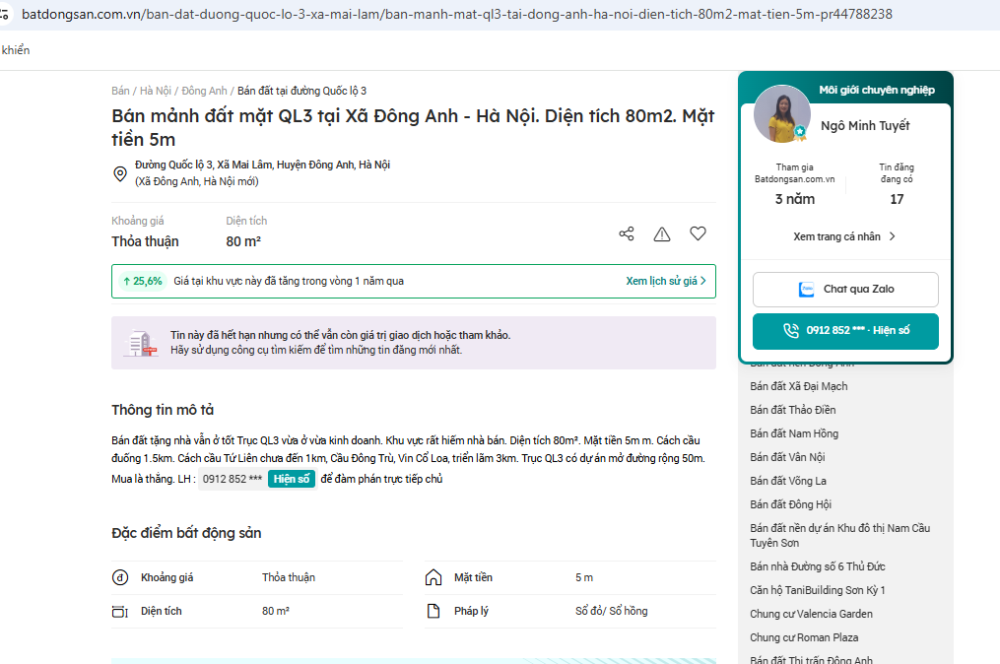 batdongsan.com.vn/ban-dat-duong-quoc-lo-3-xa-mai-lam/ban-manh-mat-ql3-tai-dong-anh-ha-noi-dien-tich-80m2-mat-tien-5m-pr44788238
khiển
Bán / Hà Nội / Đông Anh / Bán đất tại đường Quốc lộ 3
Bán mảnh đất mặt QL3 tại Xã Đông Anh - Hà Nội. Diện tích 80m2. Mặt
tiền 5m
Đường Quốc lộ 3, Xã Mai Lâm, Huyện Đông Anh, Hà Nội
(Xã Đông Anh, Hà Nội mới)
Khoảng giá
Diện tích
Thỏa thuận
80 m²
25,6% Giá tại khu vực này đã tăng trong vòng 1 năm qua
Xem lịch sử giá
Tin này đã hết hạn nhưng có thể vẫn còn giá trị giao dịch hoặc tham khảo.
Hãy sử dụng công cụ tìm kiếm để tìm những tin đăng mới nhất.
Thông tin mô tả
Bán đất tặng nhà vẫn ở tốt Trục QL3 vừa ở vừa kinh doanh. Khu vực rất hiếm nhà bán. Diện tích 80m². Mặt tiền 5m m. Cách cầu
đuống 1.5km. Cách cầu Tứ Liên chưa đến 1km, Cầu Đông Trù, Vin Cổ Loa, triển lãm 3km. Trục QL3 có dự án mở đường rộng 50m.
Mua là thắng. LH : 0912 852 *** Hiện số để đàm phán trực tiếp chủ
Đặc điểm bất động sản
Khoảng giá
Thỏa thuận
Mặt tiền
5 m
Diện tích
80 m²
Pháp lý
Sổ đỏ/ Sổ hồng
Môi giới chuyên nghiệp
Ngô Minh Tuyết
Tham gia
Batdongsan.com.vn
3 năm
Tin đăng
đang có
17
Xem trang cá nhân
Chat qua Zalo
0912 852 *** · Hiện số
Bán đất nền Đông Anh
Bán đất Xã Đại Mạch
Bán đất Thảo Điền
Bán đất Nam Hồng
Bán đất Vân Nội
Bán đất Võng La
Bán đất Đông Hội
Bán đất nền dự án Khu đô thị Nam Cầu
Tuyên Sơn
Bán nhà Đường số 6 Thủ Đức
Căn hộ TaniBuilding Sơn Kỳ 1
Chung cư Valencia Garden
Chung cư Roman Plaza
Bán đất Thị trấn Đông Anh